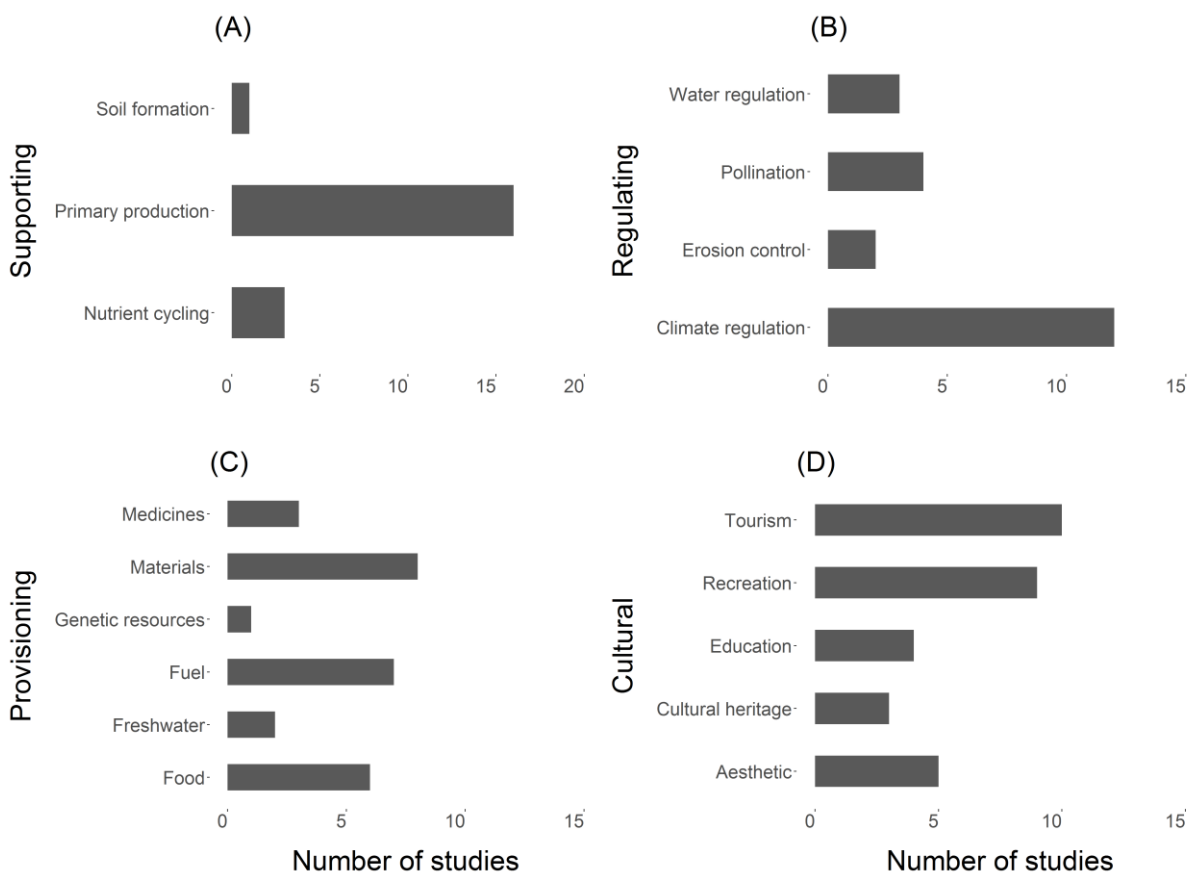 (A)
Supporting
Soil formation
Primary production
Nutrient cycling
0 5 10 15 20
(B)
Regulating
Water regulation
Pollination
Erosion control
Climate regulation
0 5 10 15
(C)
Provisioning
Medicines
Materials
Genetic resources
Fuel
Freshwater
Food
0 5 10 15
Number of studies
(D)
Cultural
Tourism
Recreation
Education
Cultural heritage
Aesthetic
0 5 10 15
Number of studies